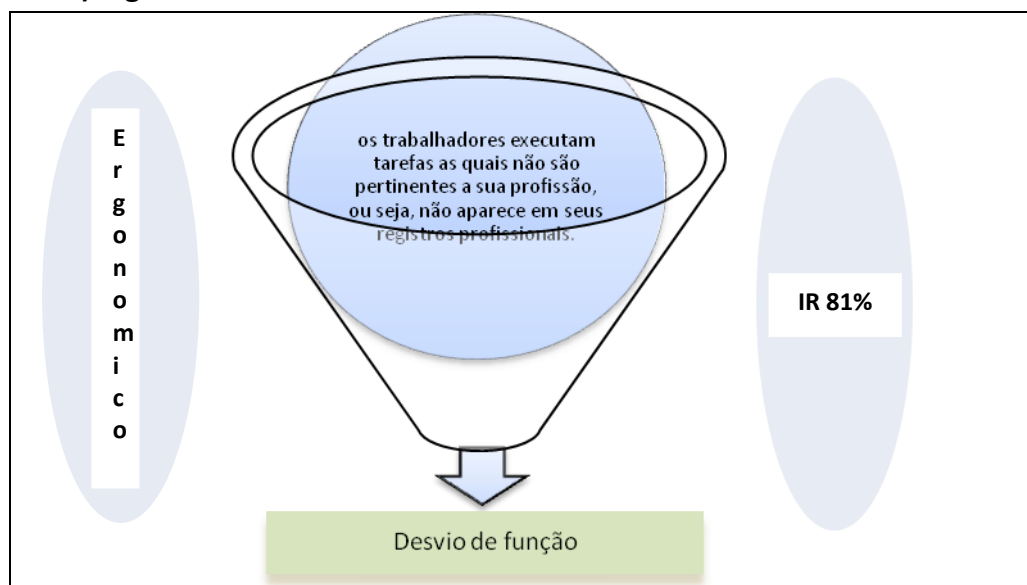 Ergonomico
os trabalhadores executam
tarefas as quais não são
pertinentes a sua profissão,
ou seja, não aparece em seus
registros profissionais.
IR 81%
Desvio de função